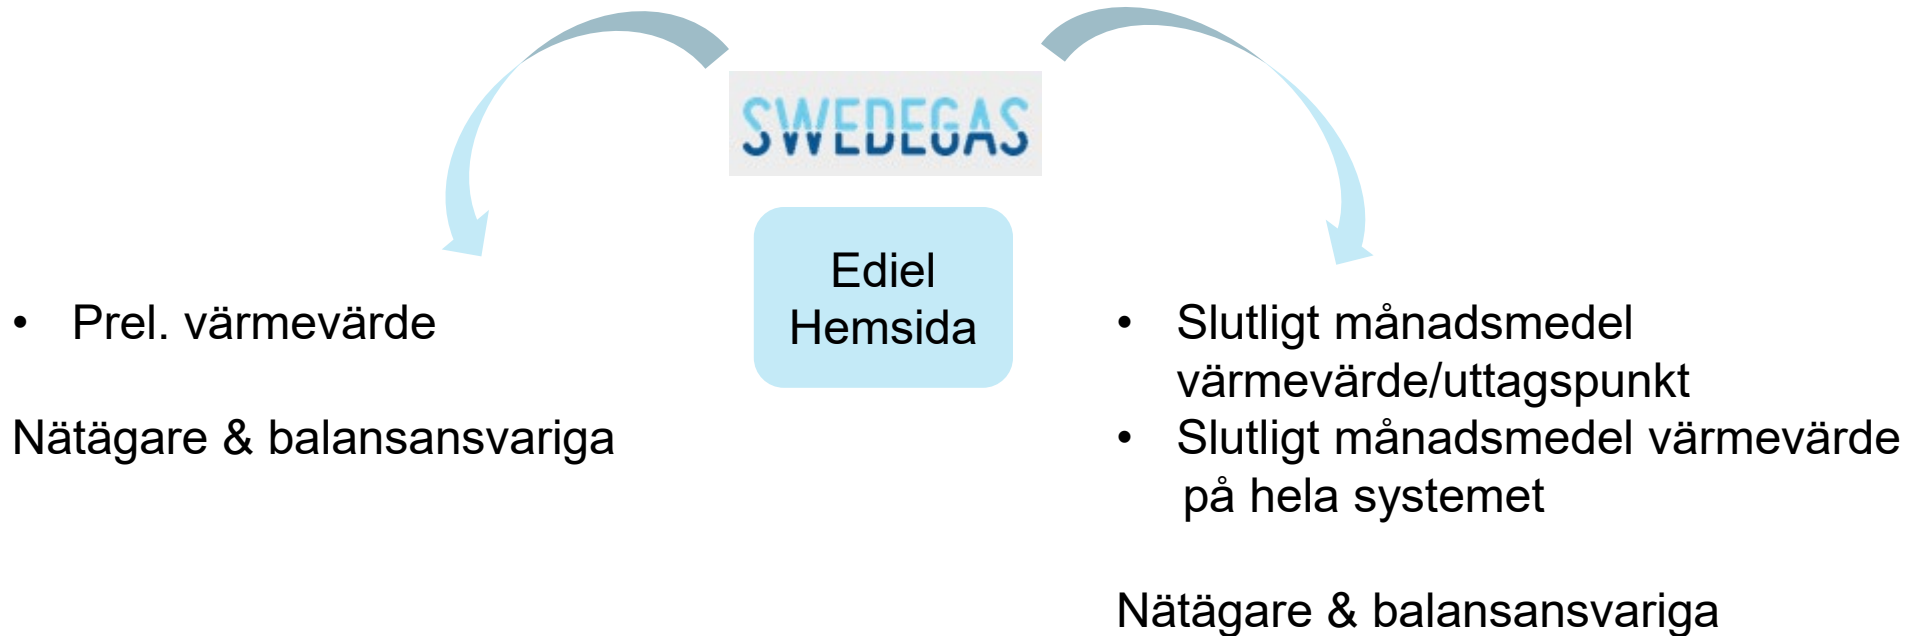 SWEDEGAS
Ediel
Hemsida
• Prel. värmevärde
Nätägare & balansansvariga
• Slutligt månadsmedel
värmevärde/uttagspunkt
• Slutligt månadsmedel värmevärde
på hela systemet
Nätägare & balansansvariga